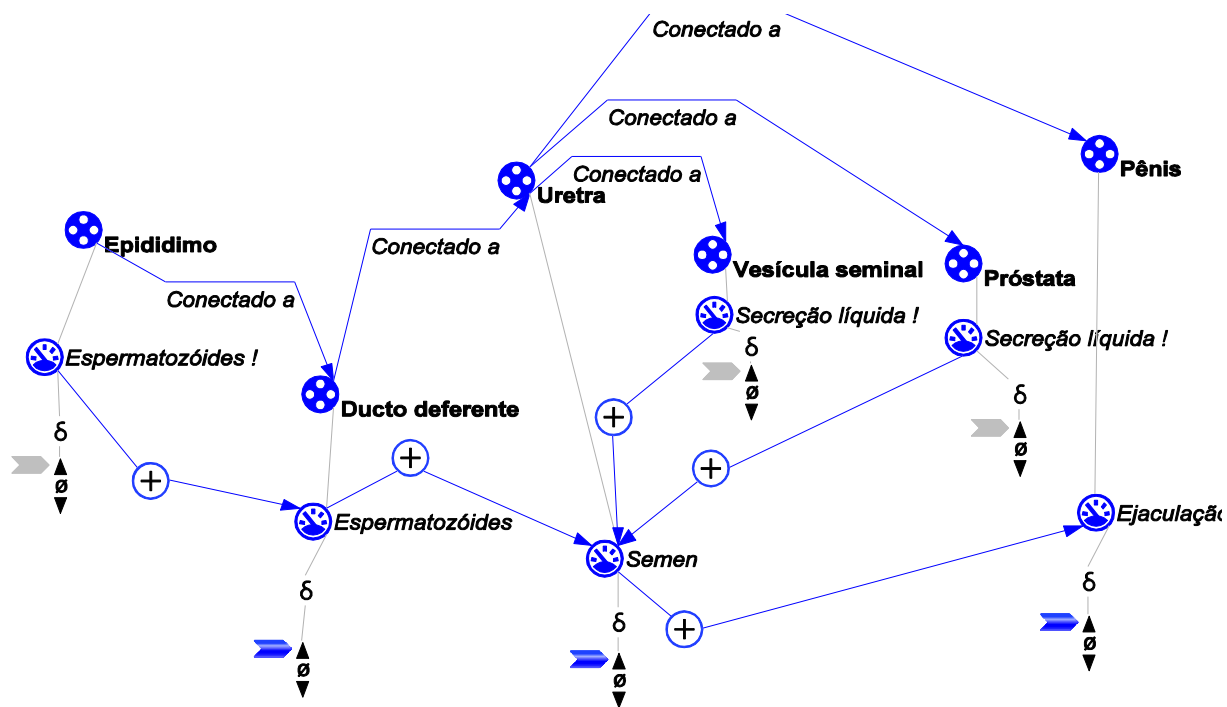 Conectado a
Conectado a
Conectado a
Pênis
Uretra
Epididimo
Conectado a
Vesícula seminal
Próstata
Conectado a
Secreção líquida !
Secreção líquida !
Espermatozóides !
δ
ø
δ
ø
Ducto deferente
δ
ø
+
+
+
+
Espermatozóides
Ejaculação
Semen
δ
ø
δ
ø
+
δ
ø